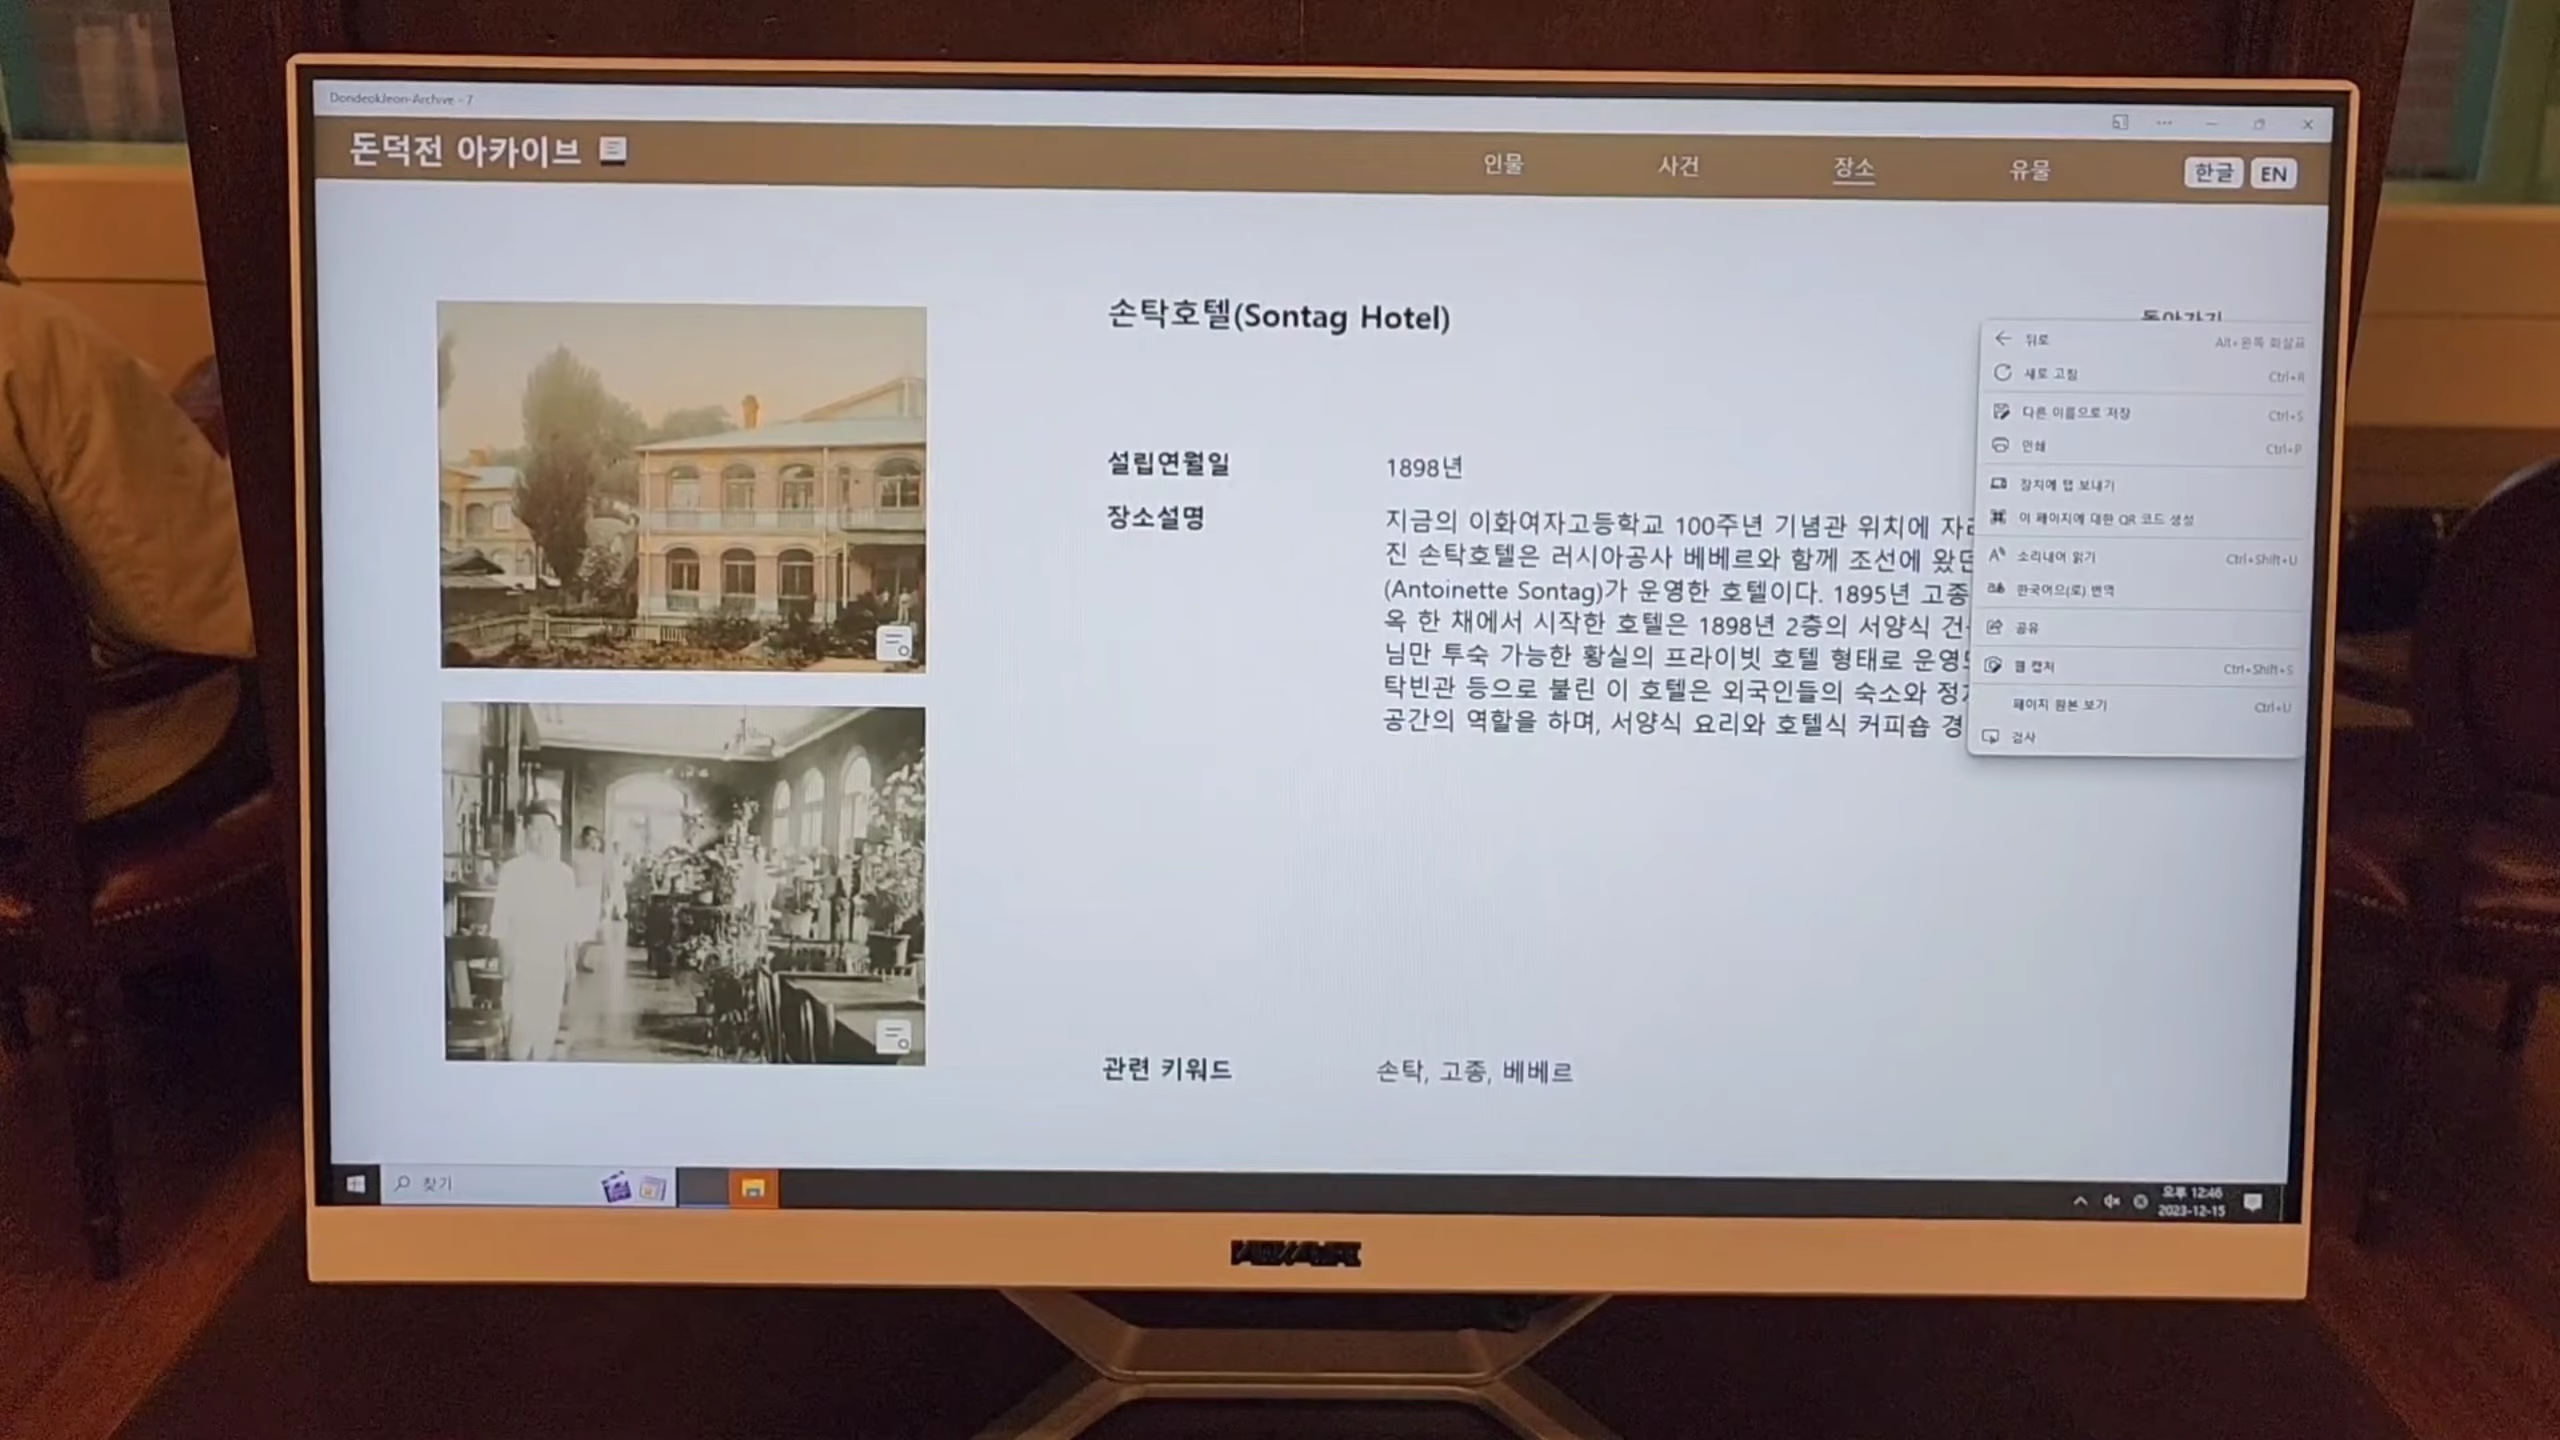 DondeokJeon-Archive - 7
돈덕전 아카이브
인물 사건 장소 유물 한글 EN
손탁호텔(Sontag Hotel)
돌아가기
설립연월일 1898년
장소설명 지금의 이화여자고등학교 100주년 기념관 위치에 자
진 손탁호텔은 러시아공사 베베르와 함께 조선에 왔던
(Antoinette Sontag)가 운영한 호텔이다. 1895년 고종
옥 한 채에서 시작한 호텔은 1898년 2층의 서양식 건
님만 투숙 가능한 황실의 프라이빗 호텔 형태로 운영
탁빈관 등으로 불린 이 호텔은 외국인들의 숙소와 정
공간의 역할을 하며, 서양식 요리와 호텔식 커피숍 경
관련 키워드 손탁, 고종, 베베르
뒤로 Alt+왼쪽 화살표
새로 고침 Ctrl+R
다른 이름으로 저장 Ctrl+S
인쇄 Ctrl+P
장치에 탭 보내기
이 페이지에 대한 QR 코드 생성
소리내어 읽기 Ctrl+Shift+U
한국어으(로) 번역
공유
웹 캡처 Ctrl+Shift+S
페이지 원본 보기 Ctrl+U
검사
찾기
오후 12:46
2023-12-15